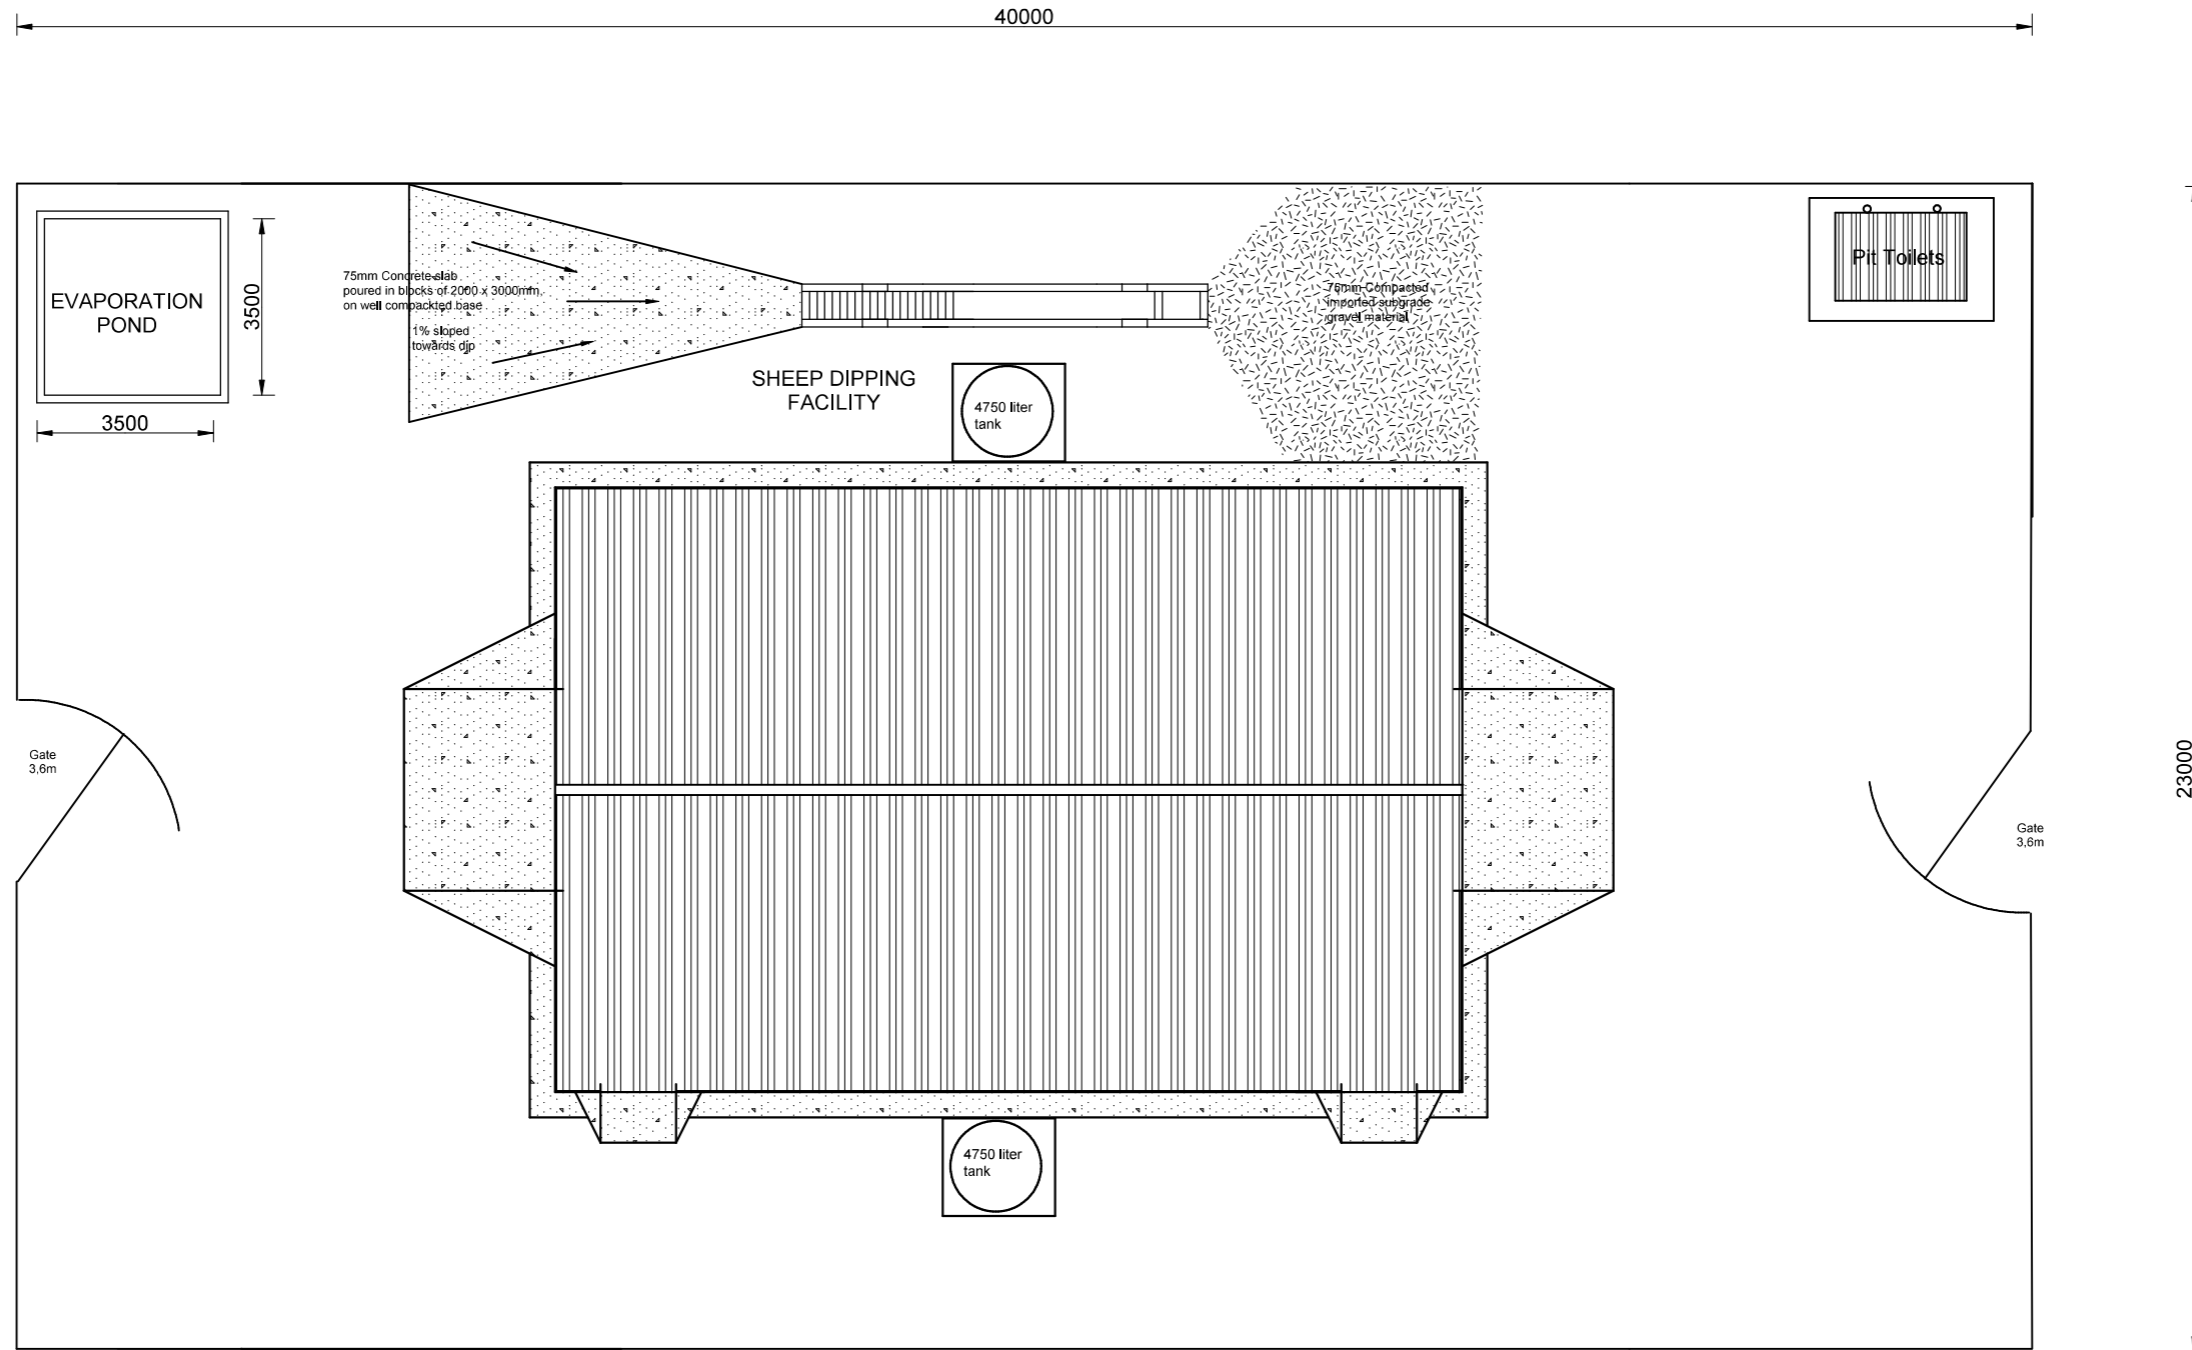 40000
EVAPORATION
POND
3500
3500
75mm Concrete slab
poured in blocks of 2000 x 3000mm,
on well compackted base
1% sloped
towards dip
SHEEP DIPPING
FACILITY
4750 liter
tank
75mm Compacted
imported subgrade
gravel material
Pit Toilets
Gate
3,6m
23000
Gate
3,6m
4750 liter
tank